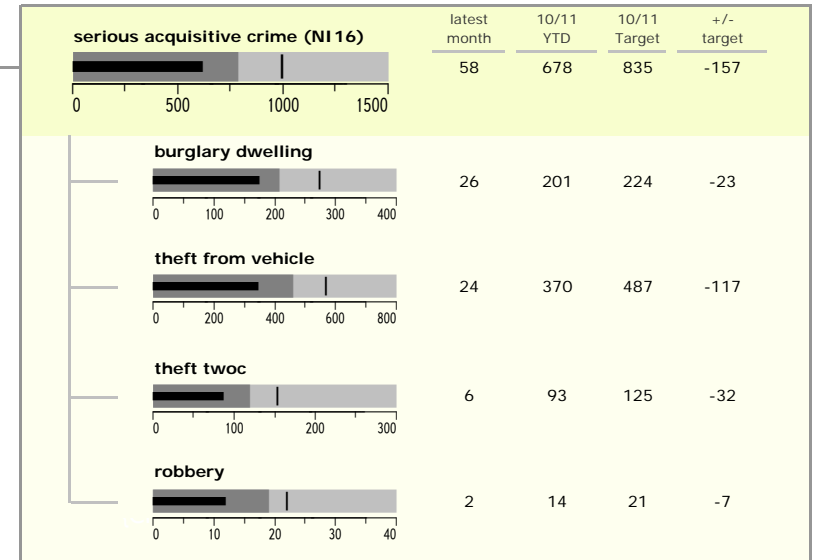 latest 10/11 10/11 +/-
month YTD Target target
serious acquisitive crime (NI16)
58 678 835 -157
0 500 1000 1500
burglary dwelling
26 201 224 -23
0 100 200 300 400
theft from vehicle
24 370 487 -117
0 200 400 600 800
theft twoc
6 93 125 -32
0 100 200 300
robbery
2 14 21 -7
0 10 20 30 40